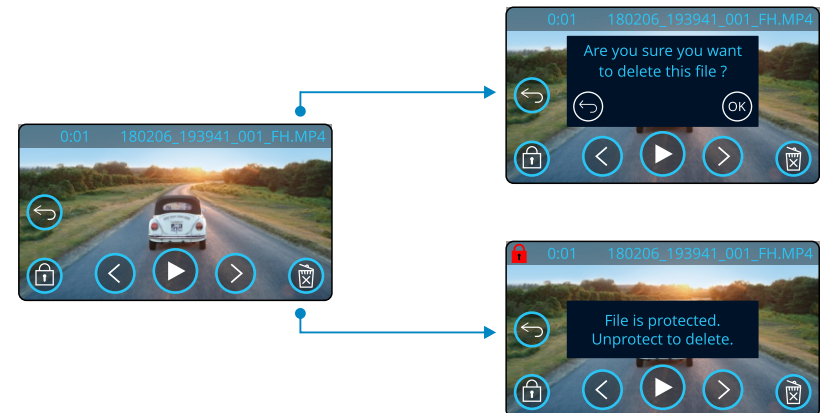 0:01 180206_193941_001_FH.MP4
0:01 180206_193941_001_FH.MP4
Are you sure you want
to delete this file ?
OK
0:01 180206_193941_001_FH.MP4
File is protected.
Unprotect to delete.